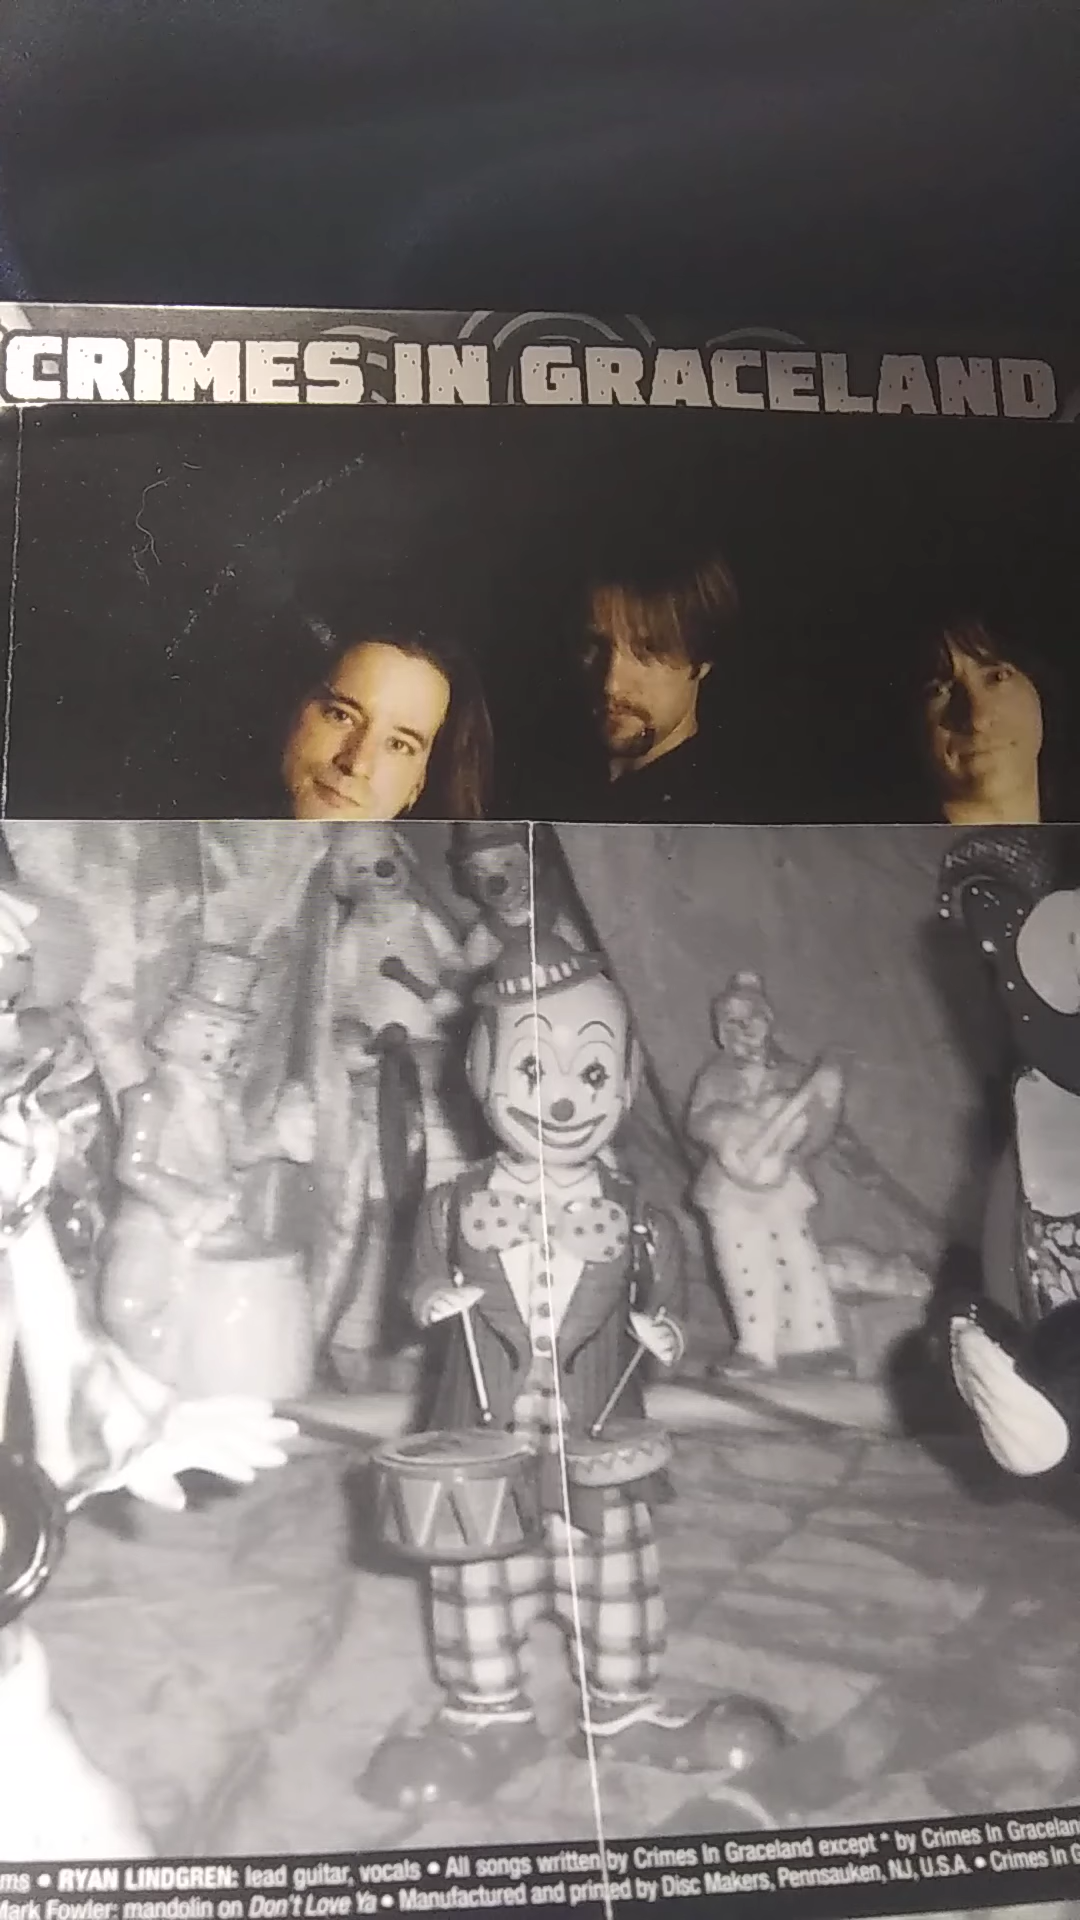 CRIMES IN GRACELAND
ms • RYAN LINDGREN: lead guitar, vocals • All songs written by Crimes In Graceland except * by Crimes In Gracelan
Mark Fowler: mandolin on Don't Love Ya • Manufactured and printed by Disc Makers, Pennsauken, NJ, U.S.A. • Crimes In G